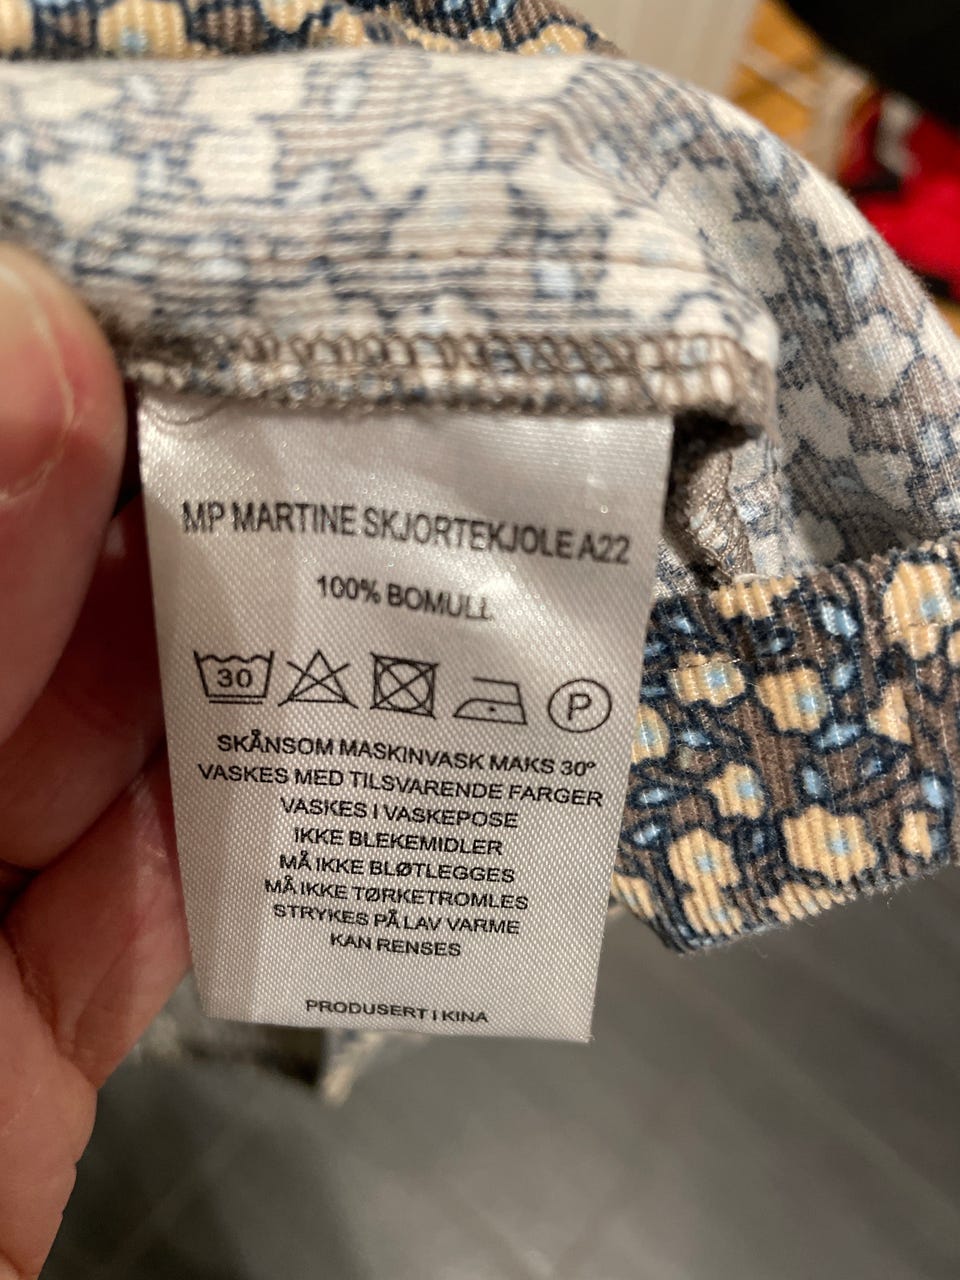 MP MARTINE SKJORTEKJOLE A22
100% BOMULL
30 P
SKÅNSOM MASKINVASK MAKS 30°
VASKES MED TILSVARENDE FARGER
VASKES I VASKEPOSE
IKKE BLEKEMIDLER
MÅ IKKE BLØTLEGGES
MÅ IKKE TØRKETROMLES
STRYKES PÅ LAV VARME
KAN RENSES
PRODUSERT I KINA